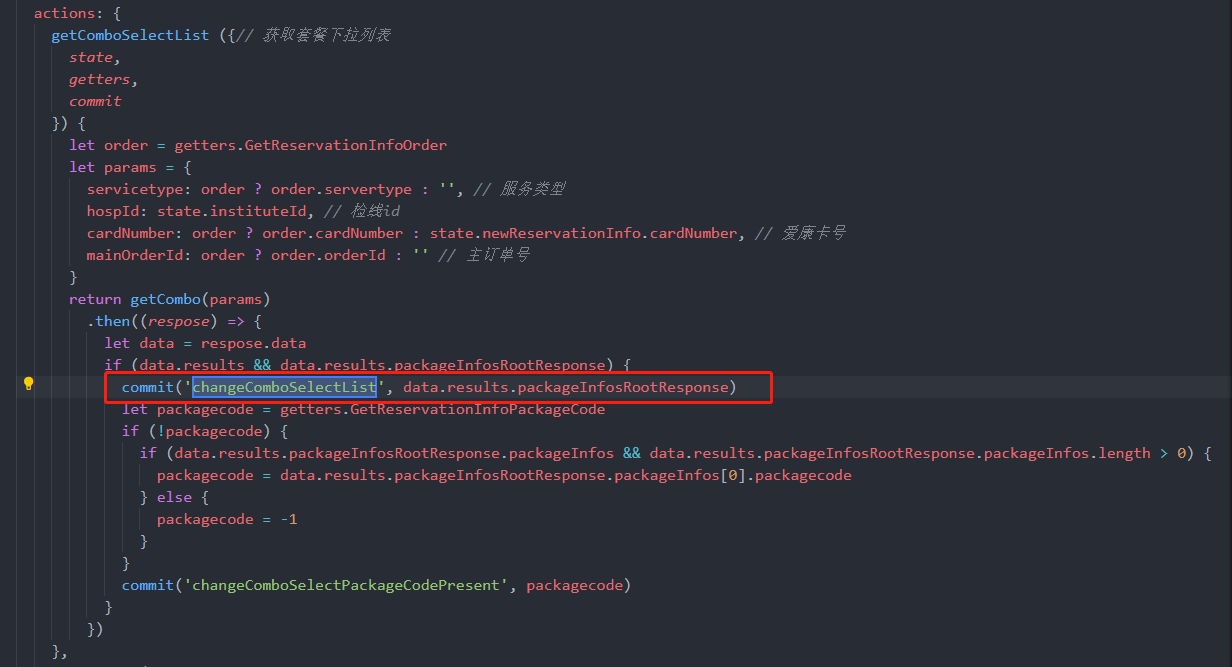 actions: {
getComboSelectList ({// 获取套餐下拉列表
state,
getters,
commit
}) {
let order = getters.GetReservationInfoOrder
let params = {
servicetype: order ? order.servertype : '', // 服务类型
hospId: state.instituteId, // 检线id
cardNumber: order ? order.cardNumber : state.newReservationInfo.cardNumber, // 爱康卡号
mainOrderId: order ? order.orderId : '' // 主订单号
}
return getCombo(params)
.then((respose) => {
let data = respose.data
if (data.results && data.results.packageInfosRootResponse) {
commit('changeComboSelectList', data.results.packageInfosRootResponse)
let packagecode = getters.GetReservationInfoPackageCode
if (!packagecode) {
if (data.results.packageInfosRootResponse.packageInfos && data.results.packageInfosRootResponse.packageInfos.length > 0) {
packagecode = data.results.packageInfosRootResponse.packageInfos[0].packagecode
} else {
packagecode = -1
}
}
commit('changeComboSelectPackageCodePresent', packagecode)
}
})
},